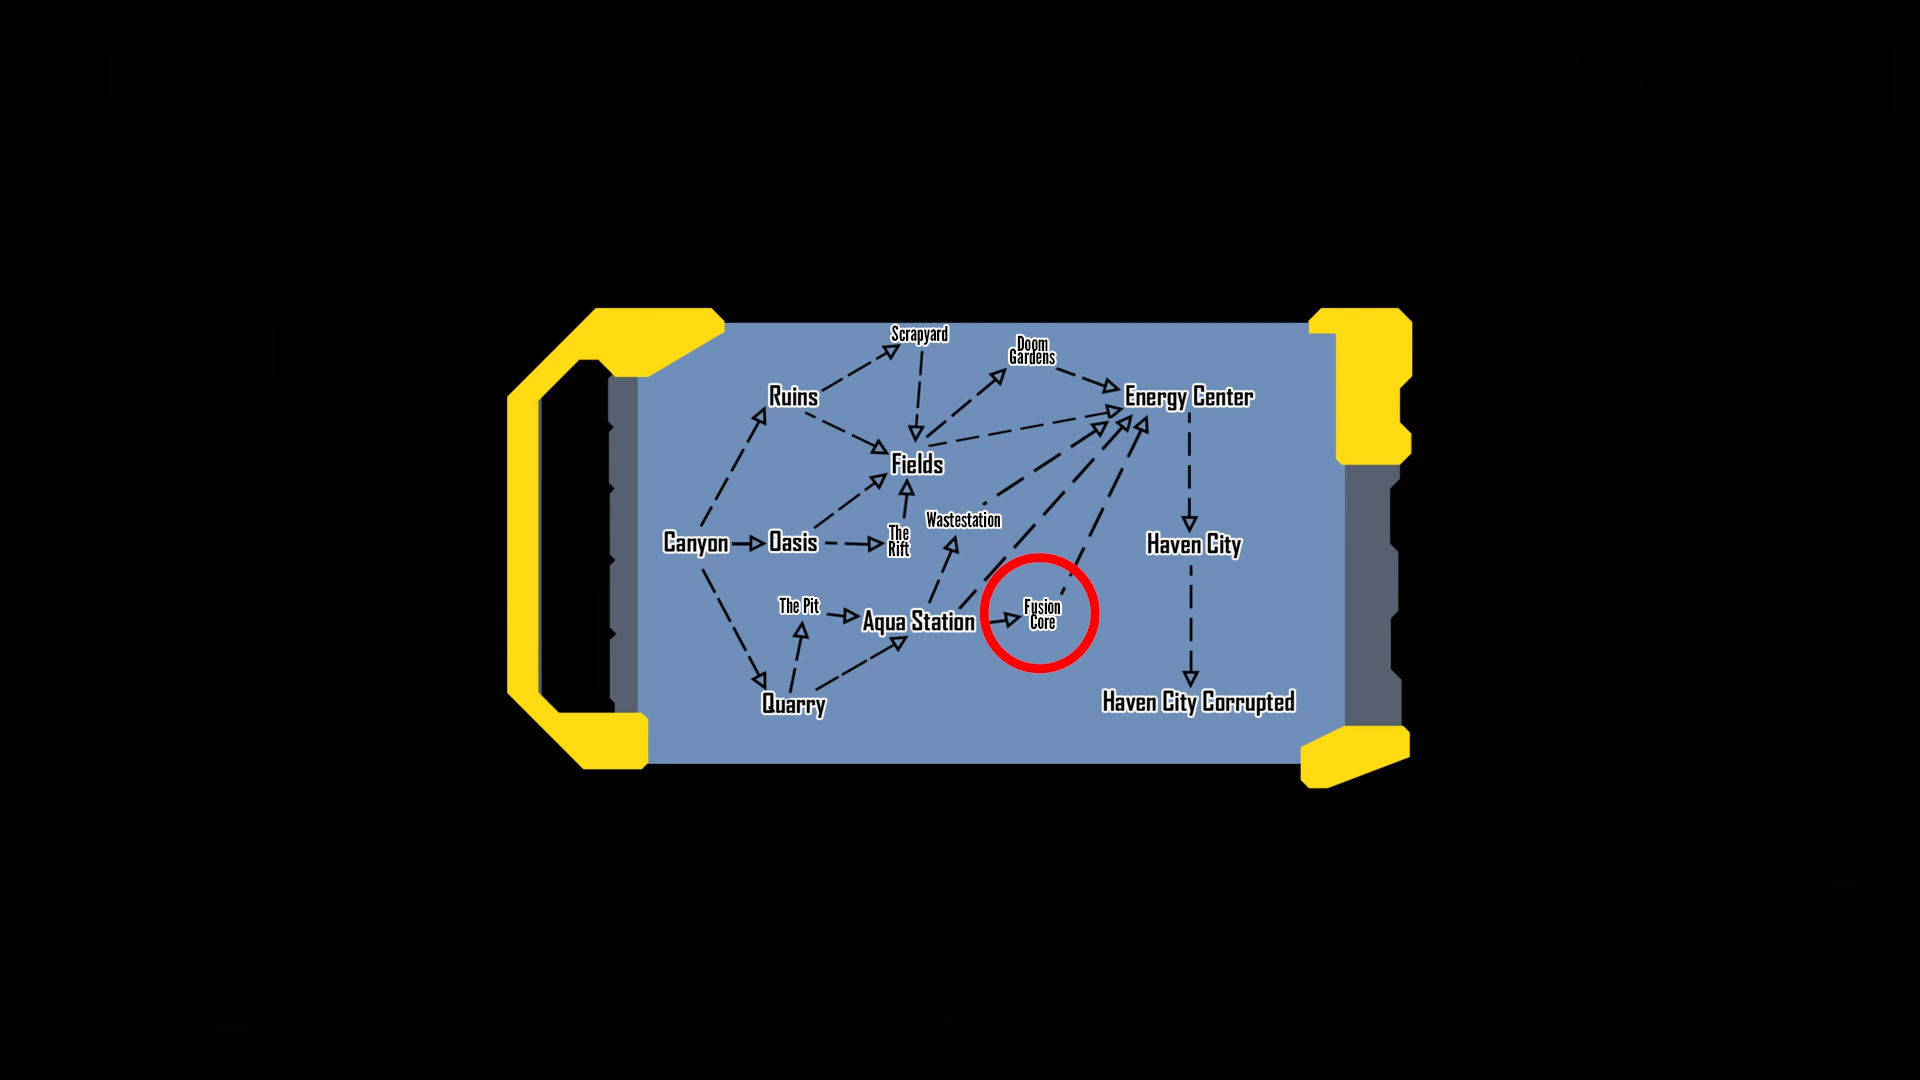 Scrapyard
Doom
Gardens
Ruins
Energy Center
Fields
Wastestation
Canyon
Oasis
The
Rift
Haven City
The Pit
Aqua Station
Fusion
Core
Quarry
Haven City Corrupted